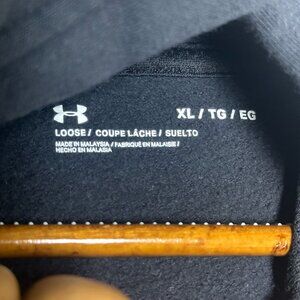 XL / TG / EG
LOOSE / COUPE LÂCHE / SUELTO
MADE IN MALAYSIA / FABRIQUÉ EN MALAISIE /
HECHO EN MALASIA